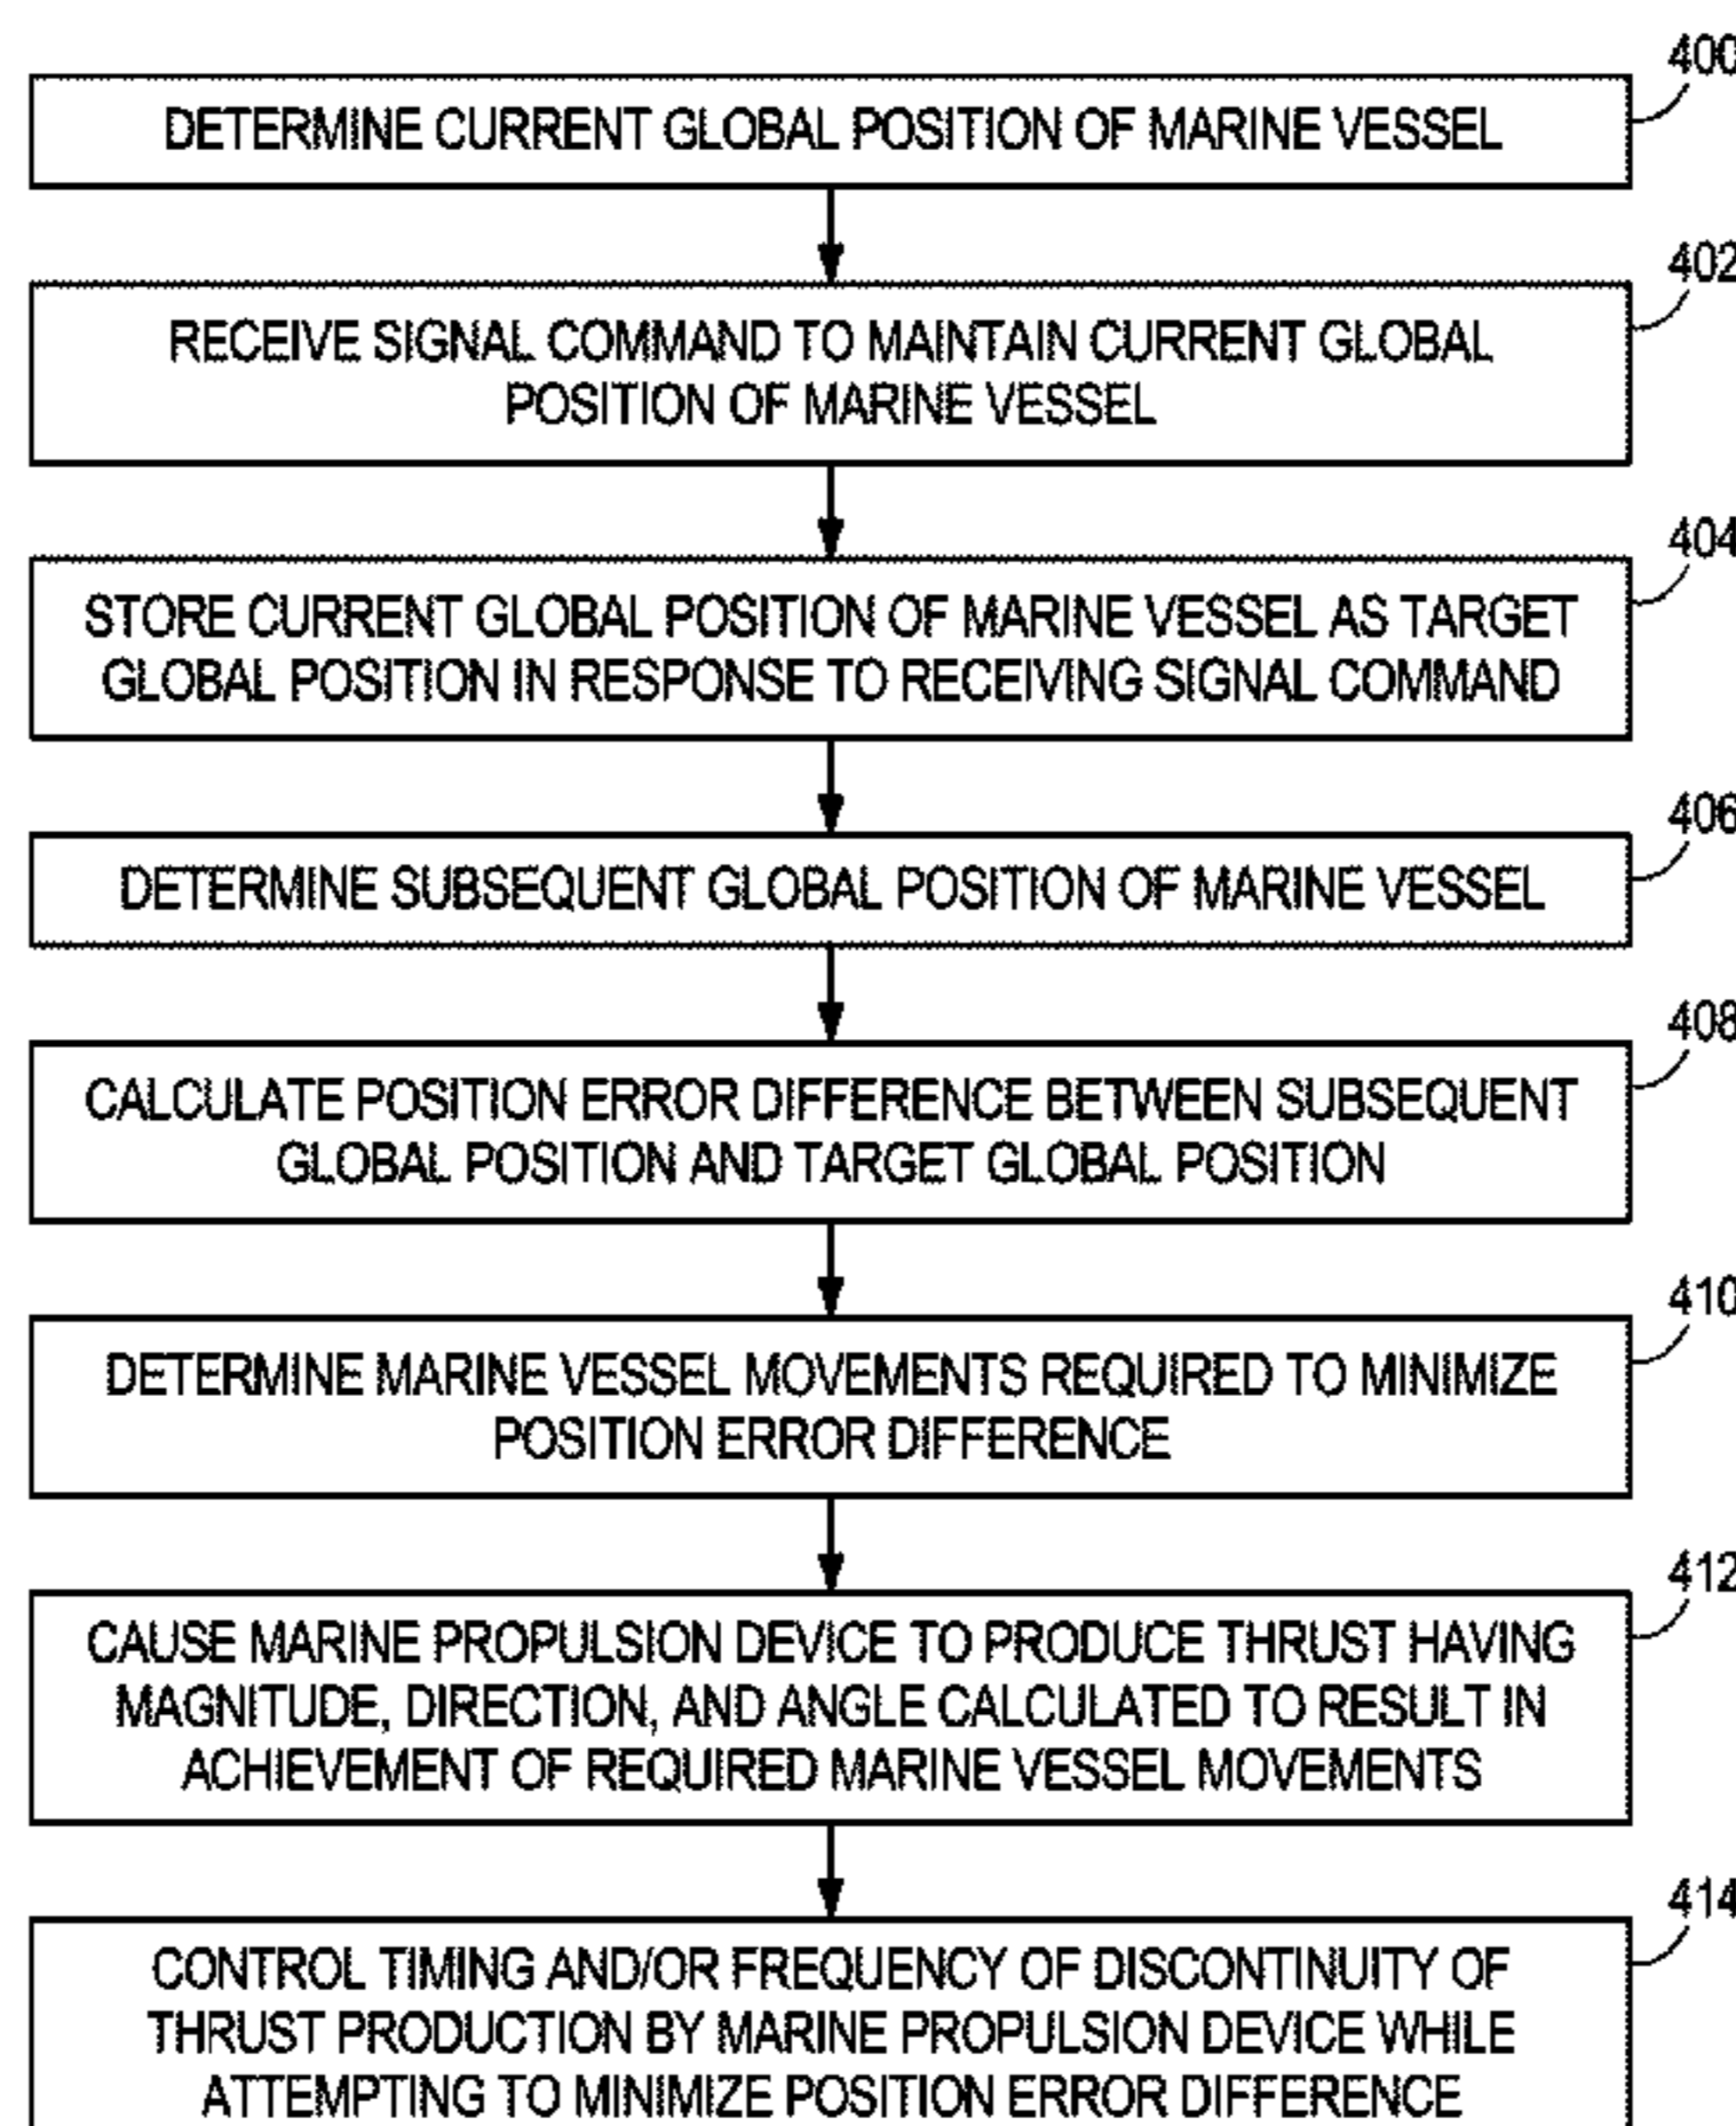 400
DETERMINE CURRENT GLOBAL POSITION OF MARINE VESSEL
402
RECEIVE SIGNAL COMMAND TO MAINTAIN CURRENT GLOBAL
POSITION OF MARINE VESSEL
404
STORE CURRENT GLOBAL POSITION OF MARINE VESSEL AS TARGET
GLOBAL POSITION IN RESPONSE TO RECEIVING SIGNAL COMMAND
406
DETERMINE SUBSEQUENT GLOBAL POSITION OF MARINE VESSEL
408
CALCULATE POSITION ERROR DIFFERENCE BETWEEN SUBSEQUENT
GLOBAL POSITION AND TARGET GLOBAL POSITION
410
DETERMINE MARINE VESSEL MOVEMENTS REQUIRED TO MINIMIZE
POSITION ERROR DIFFERENCE
412
CAUSE MARINE PROPULSION DEVICE TO PRODUCE THRUST HAVING
MAGNITUDE, DIRECTION, AND ANGLE CALCULATED TO RESULT IN
ACHIEVEMENT OF REQUIRED MARINE VESSEL MOVEMENTS
414
CONTROL TIMING AND/OR FREQUENCY OF DISCONTINUITY OF
THRUST PRODUCTION BY MARINE PROPULSION DEVICE WHILE
ATTEMPTING TO MINIMIZE POSITION ERROR DIFFERENCE